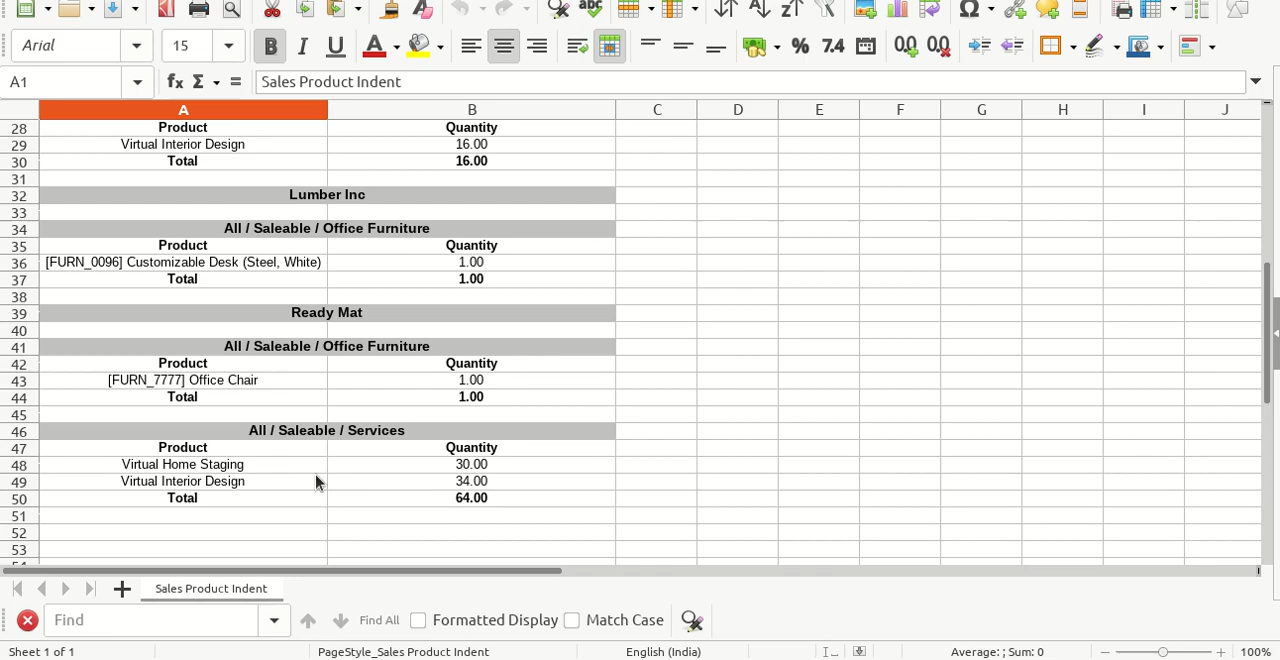 Arial 15 B I U A % 7.4
A1 fx Σ = Sales Product Indent
A B C D E F G H I J
28 Product Quantity
29 Virtual Interior Design 16.00
30 Total 16.00
31
32 Lumber Inc
33
34 All / Saleable / Office Furniture
35 Product Quantity
36 [FURN_0096] Customizable Desk (Steel, White) 1.00
37 Total 1.00
38
39 Ready Mat
40
41 All / Saleable / Office Furniture
42 Product Quantity
43 [FURN_7777] Office Chair 1.00
44 Total 1.00
45
46 All / Saleable / Services
47 Product Quantity
48 Virtual Home Staging 30.00
49 Virtual Interior Design 34.00
50 Total 64.00
51
52
53
Sales Product Indent
Find Find All Formatted Display Match Case
Sheet 1 of 1 PageStyle_Sales Product Indent English (India) Average: ; Sum: 0 100%